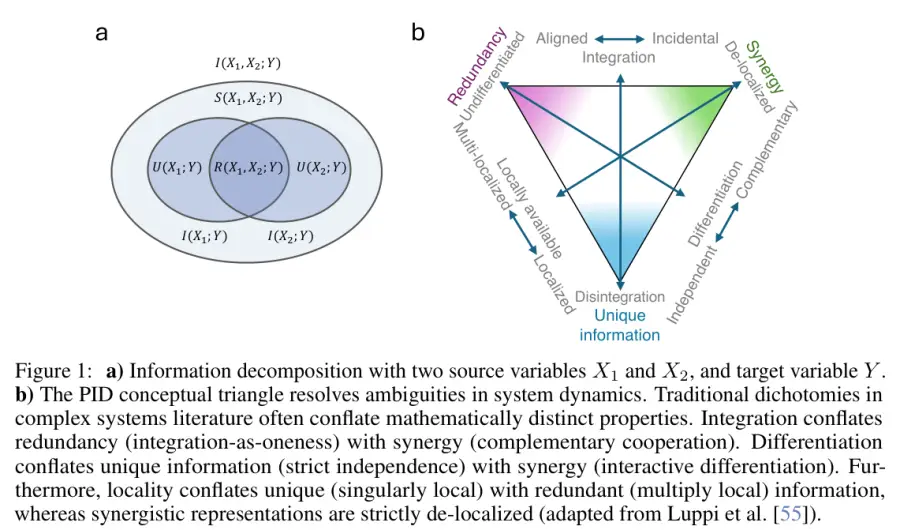 a
I(X₁, X₂; Y)
S(X₁, X₂; Y)
U(X₁; Y)
R(X₁, X₂; Y)
U(X₂; Y)
I(X₁; Y)
I(X₂; Y)
b
Redundancy
Undifferentiated
Aligned
Incidental
Integration
Synergy
De-localized
Multi-localized
Locally available
Localized
Differentiation
Complementary
Independent
Disintegration
Unique
information
Figure 1: a) Information decomposition with two source variables X₁ and X₂, and target variable Y.
b) The PID conceptual triangle resolves ambiguities in system dynamics. Traditional dichotomies in
complex systems literature often conflate mathematically distinct properties. Integration conflates
redundancy (integration-as-oneness) with synergy (complementary cooperation). Differentiation
conflates unique information (strict independence) with synergy (interactive differentiation). Fur-
thermore, locality conflates unique (singularly local) with redundant (multiply local) information,
whereas synergistic representations are strictly de-localized (adapted from Luppi et al. [55]).